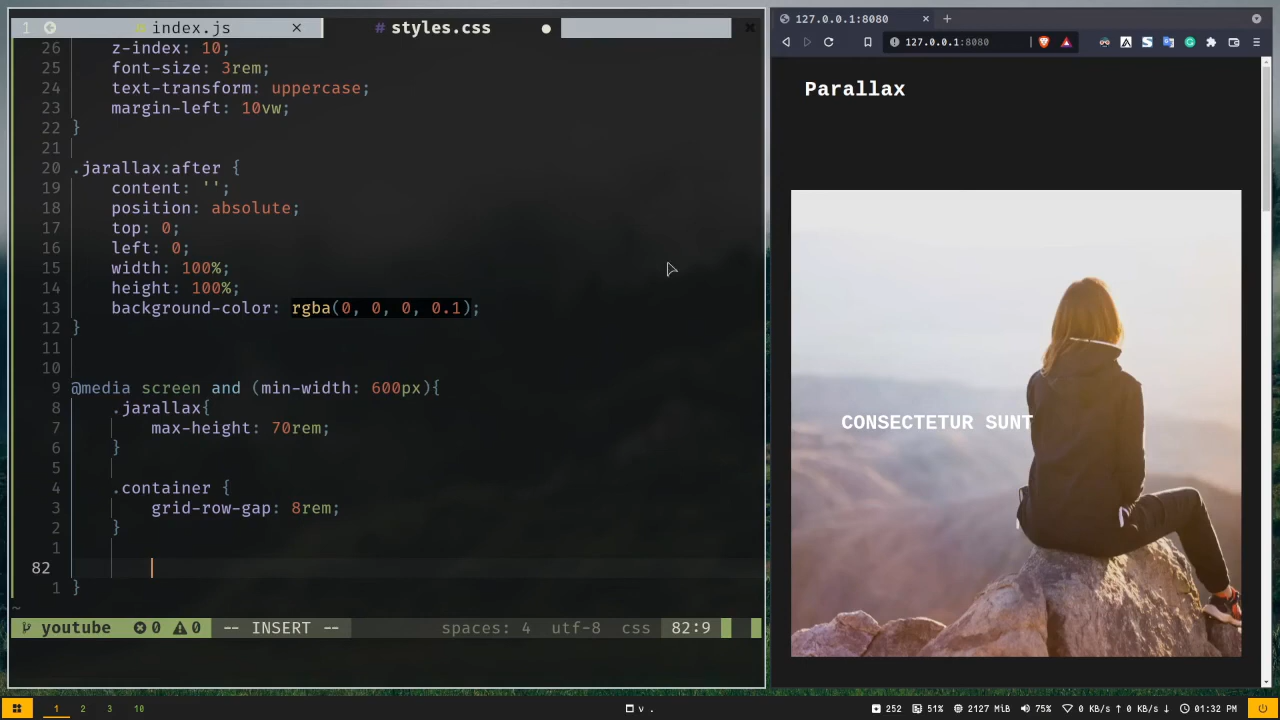 1 index.js × # styles.css ● ×
26 z-index: 10;
25 font-size: 3rem;
24 text-transform: uppercase;
23 margin-left: 10vw;
22 }
21
20 .jarallax:after {
19 content: '';
18 position: absolute;
17 top: 0;
16 left: 0;
15 width: 100%;
14 height: 100%;
13 background-color: rgba(0, 0, 0, 0.1);
12 }
11
10
9 @media screen and (min-width: 600px){
8 .jarallax{
7 max-height: 70rem;
6 }
5
4 .container {
3 grid-row-gap: 8rem;
2 }
1
82
1 }
~
youtube 0 0 -- INSERT -- spaces: 4 utf-8 css 82:9
127.0.0.1:8080 × +
127.0.0.1:8080
Parallax
CONSECTETUR SUNT
1 2 3 10 v . 252 51% 2127 MiB 75% 0 KB/s ↑ 0 KB/s ↓ 01:32 PM